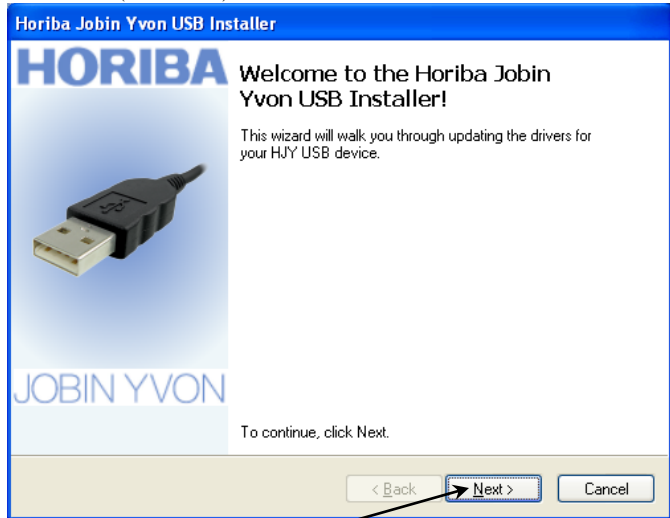 Horiba Jobin Yvon USB Installer
HORIBA
Welcome to the Horiba Jobin
Yvon USB Installer!
This wizard will walk you through updating the drivers for
your HJY USB device.
JOBIN YVON
To continue, click Next.
< Back
Next >
Cancel